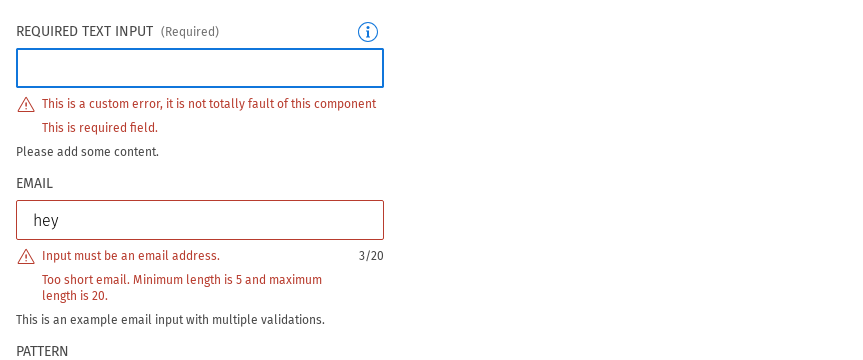 REQUIRED TEXT INPUT (Required)
This is a custom error, it is not totally fault of this component
This is required field.
Please add some content.
EMAIL
hey
Input must be an email address. 3/20
Too short email. Minimum length is 5 and maximum
length is 20.
This is an example email input with multiple validations.
PATTERN